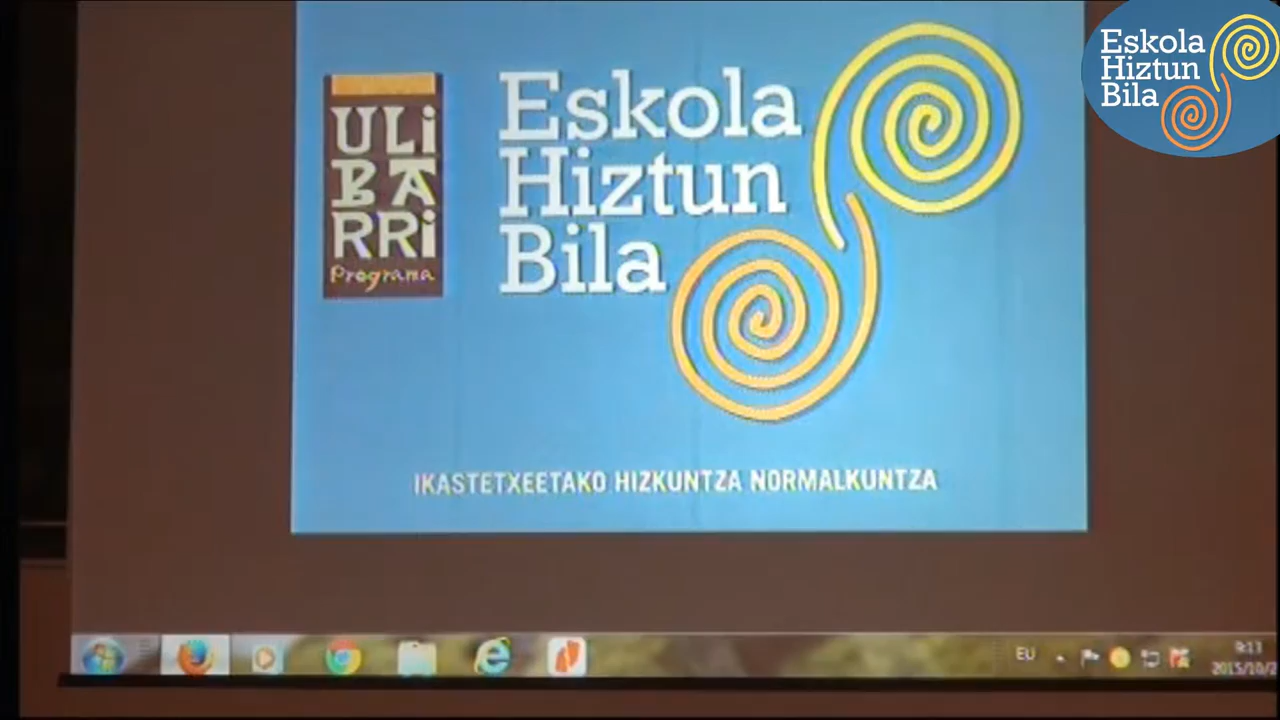 ULi
BA
RRi
Programa
Eskola
Hiztun
Bila
IKASTETXEETAKO HIZKUNTZA NORMALKUNTZA
Eskola
Hiztun
Bila
EU